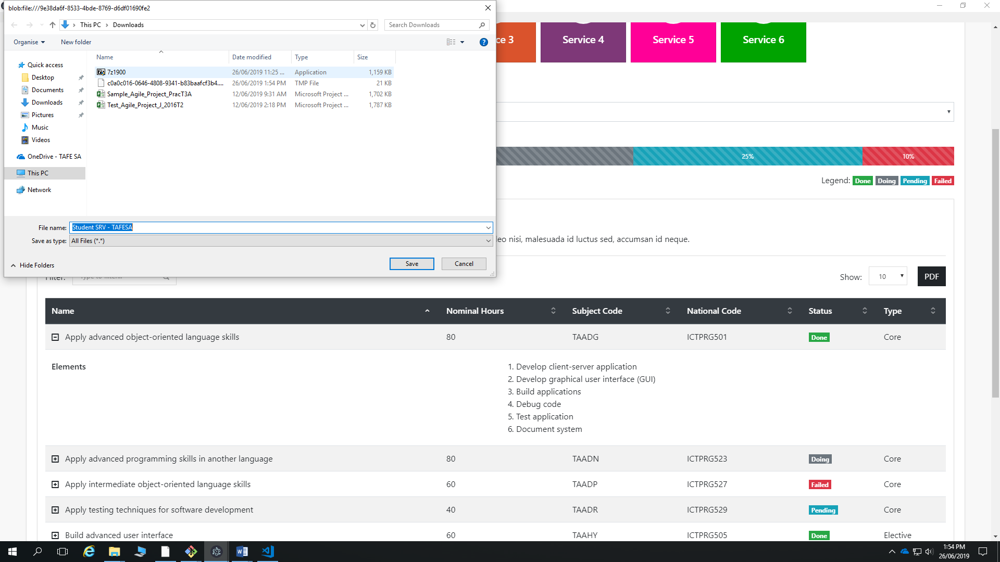 blob:file:///9e38da6f-8533-4bde-8769-d6df01690fe2
This PC
Downloads
Search Downloads
Organise
New folder
Name
Date modified
Type
Size
Quick access
Desktop
Documents
Downloads
Pictures
Music
Videos
OneDrive - TAFE SA
This PC
Network
7z1900 26/06/2019 11:25 ... Application 1,159 KB
c0a0c016-0646-4808-9341-b83baafcf3b4.... 26/06/2019 1:54 PM TMP File 21 KB
Sample_Agile_Project_PracT3A 12/06/2019 9:31 AM Microsoft Project ... 1,702 KB
Test_Agile_Project_J_2016T2 12/06/2019 2:18 PM Microsoft Project ... 1,787 KB
File name: Student SRV - TAFESA
Save as type: All Files (*.*)
Hide Folders
Save
Cancel
ce 3
Service 4
Service 5
Service 6
25%
10%
Legend: Done Doing Pending Failed
leo nisi, malesuada id luctus sed, accumsan id neque.
Show: 10
PDF
Name Nominal Hours Subject Code National Code Status Type
Apply advanced object-oriented language skills 80 TAADG ICTPRG501 Done Core
Elements
1. Develop client-server application
2. Develop graphical user interface (GUI)
3. Build applications
4. Debug code
5. Test application
6. Document system
Apply advanced programming skills in another language 80 TAADN ICTPRG523 Doing Core
Apply intermediate object-oriented language skills 60 TAADP ICTPRG527 Failed Core
Apply testing techniques for software development 40 TAADR ICTPRG529 Pending Core
Build advanced user interface 60 TAAHY ICTPRG505 Done Elective
1:54 PM
26/06/2019